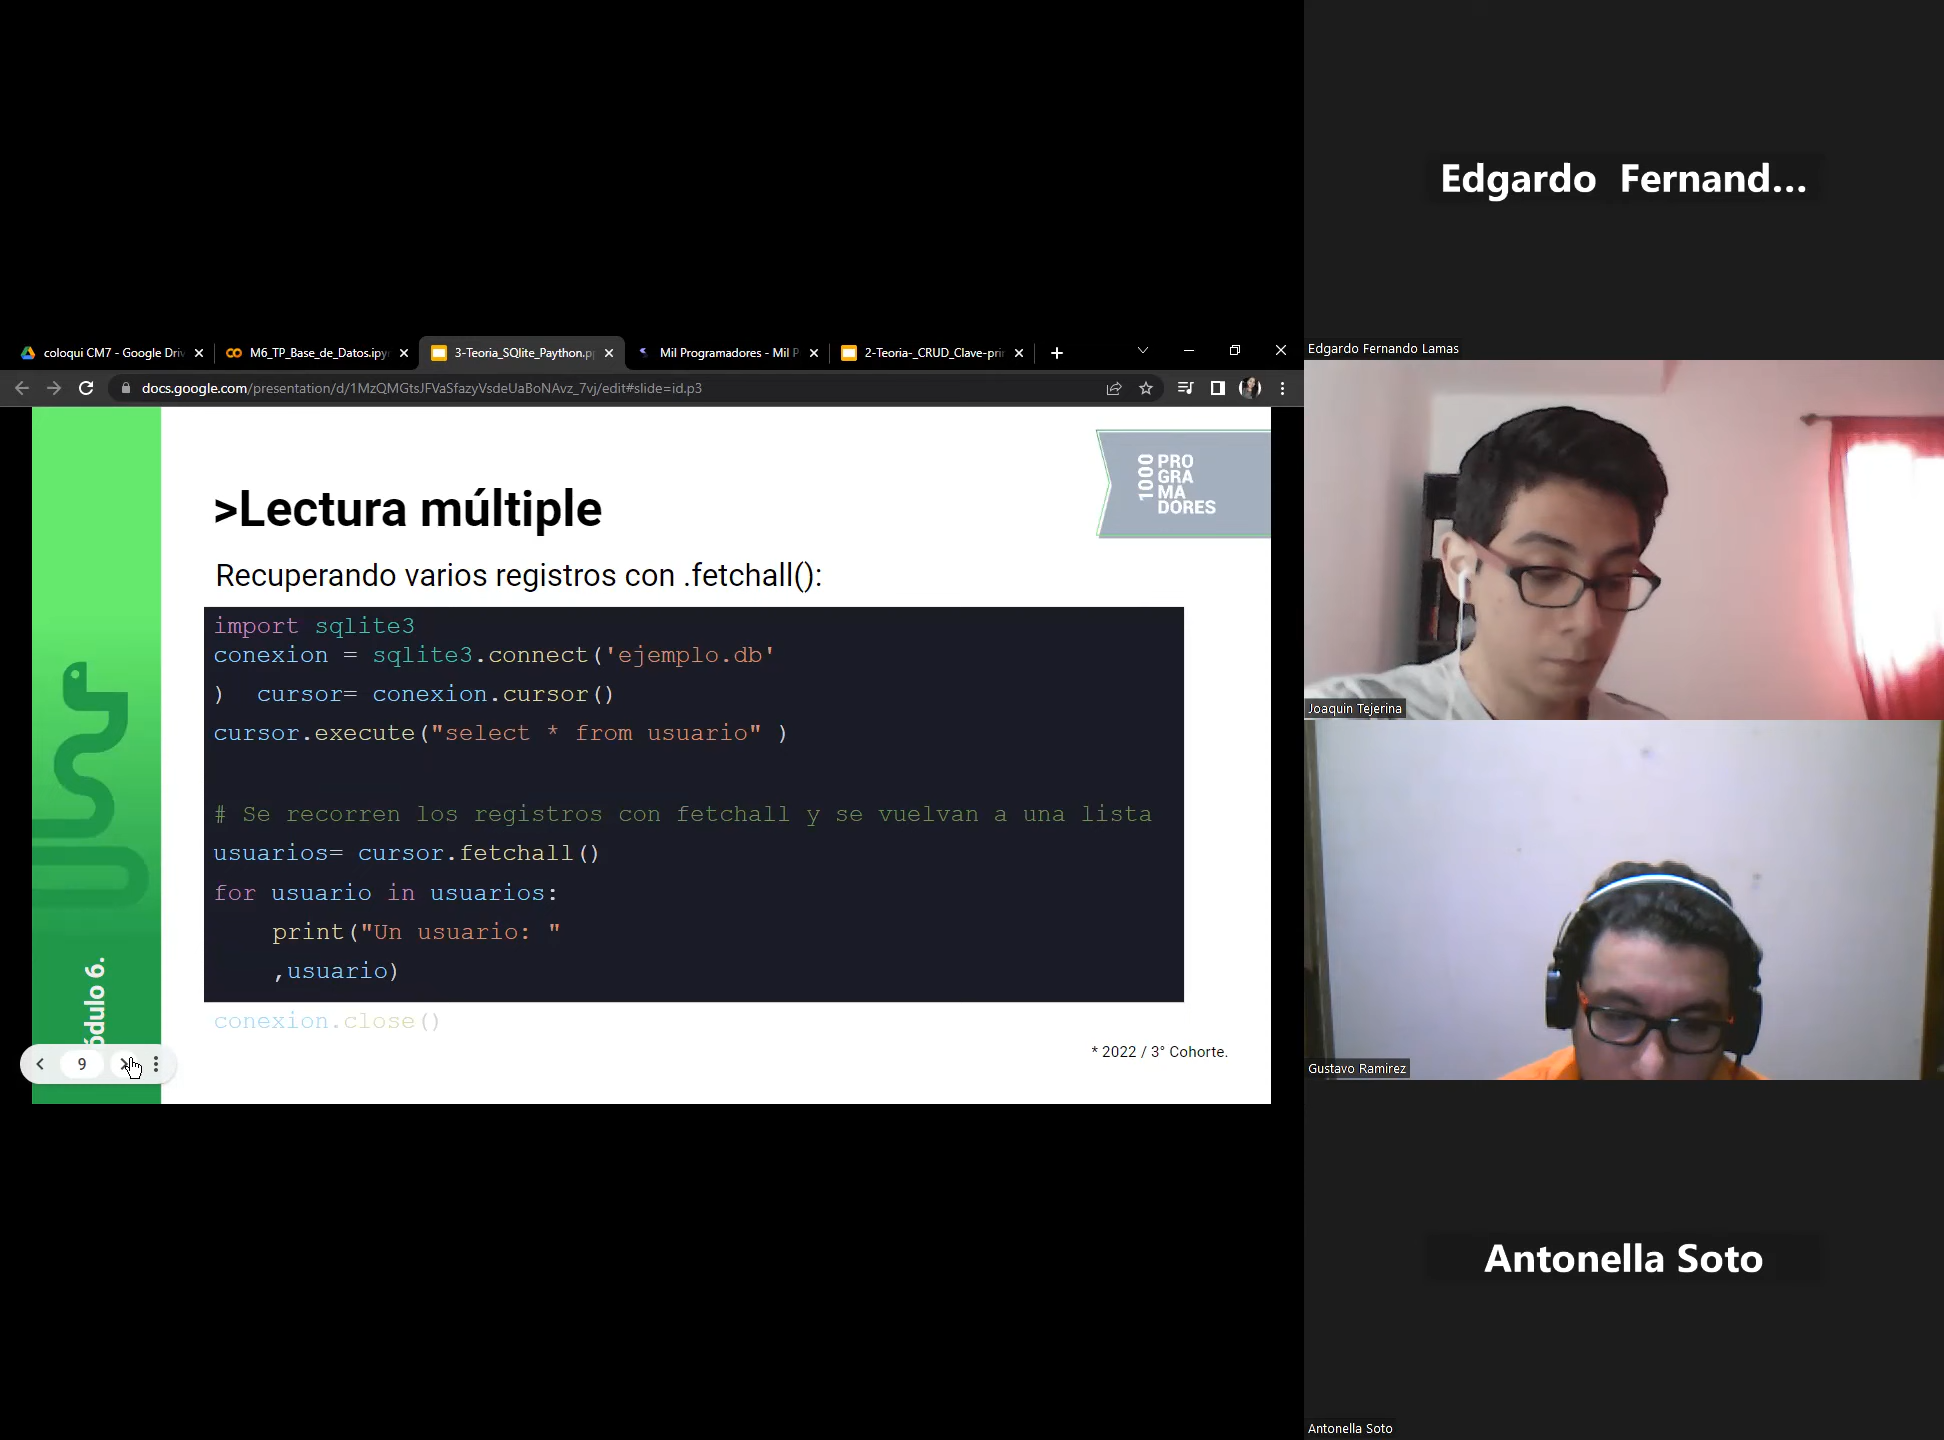 coloqui CM7 - Google Driv
M6_TP_Base_de_Datos.ipy
3-Teoria_SQlite_Paython.p
Mil Programadores - Mil P
2-Teoria-_CRUD_Clave-pri
docs.google.com/presentation/d/1MzQMGtsJFVaSfazyVsdeUaBoNAvz_7vj/edit#slide=id.p3
1000
PRO
GRA
MA
DORES
>Lectura múltiple
Recuperando varios registros con .fetchall():
import sqlite3
conexion = sqlite3.connect('ejemplo.db'
)  cursor= conexion.cursor()
cursor.execute("select * from usuario" )
# Se recorren los registros con fetchall y se vuelvan a una lista
usuarios= cursor.fetchall()
for usuario in usuarios:
print("Un usuario: "
,usuario)
conexion.close()
ódulo 6.
9
* 2022 / 3° Cohorte.
Edgardo Fernand...
Edgardo Fernando Lamas
Joaquin Tejerina
Gustavo Ramirez
Antonella Soto
Antonella Soto